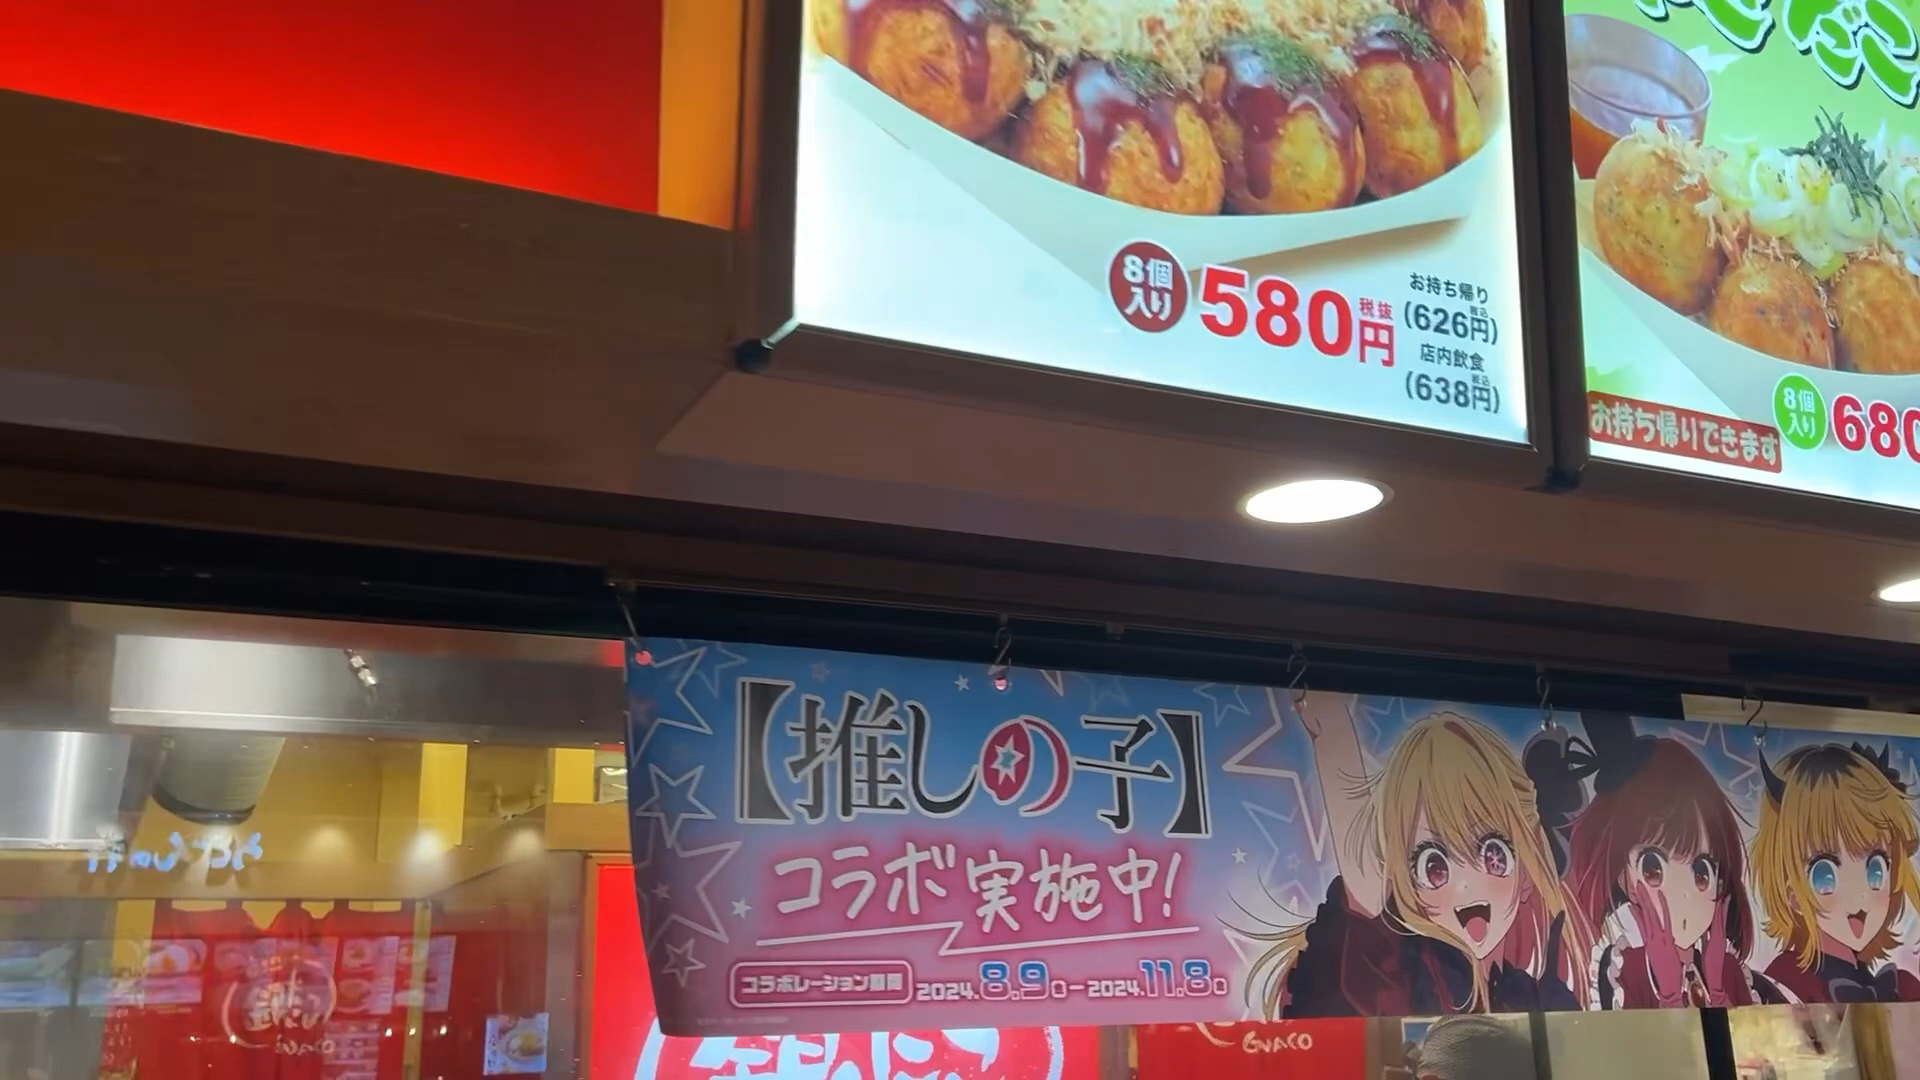 8個
入り
580円
税抜
お持ち帰り
(626円)
税込
店内飲食
(638円)
税込
お持ち帰りできます
8個
入り
680
【推しの子】
コラボ実施中!
コラボレーション期間
2024.8.9㊎-2024.11.8㊎
GNACO